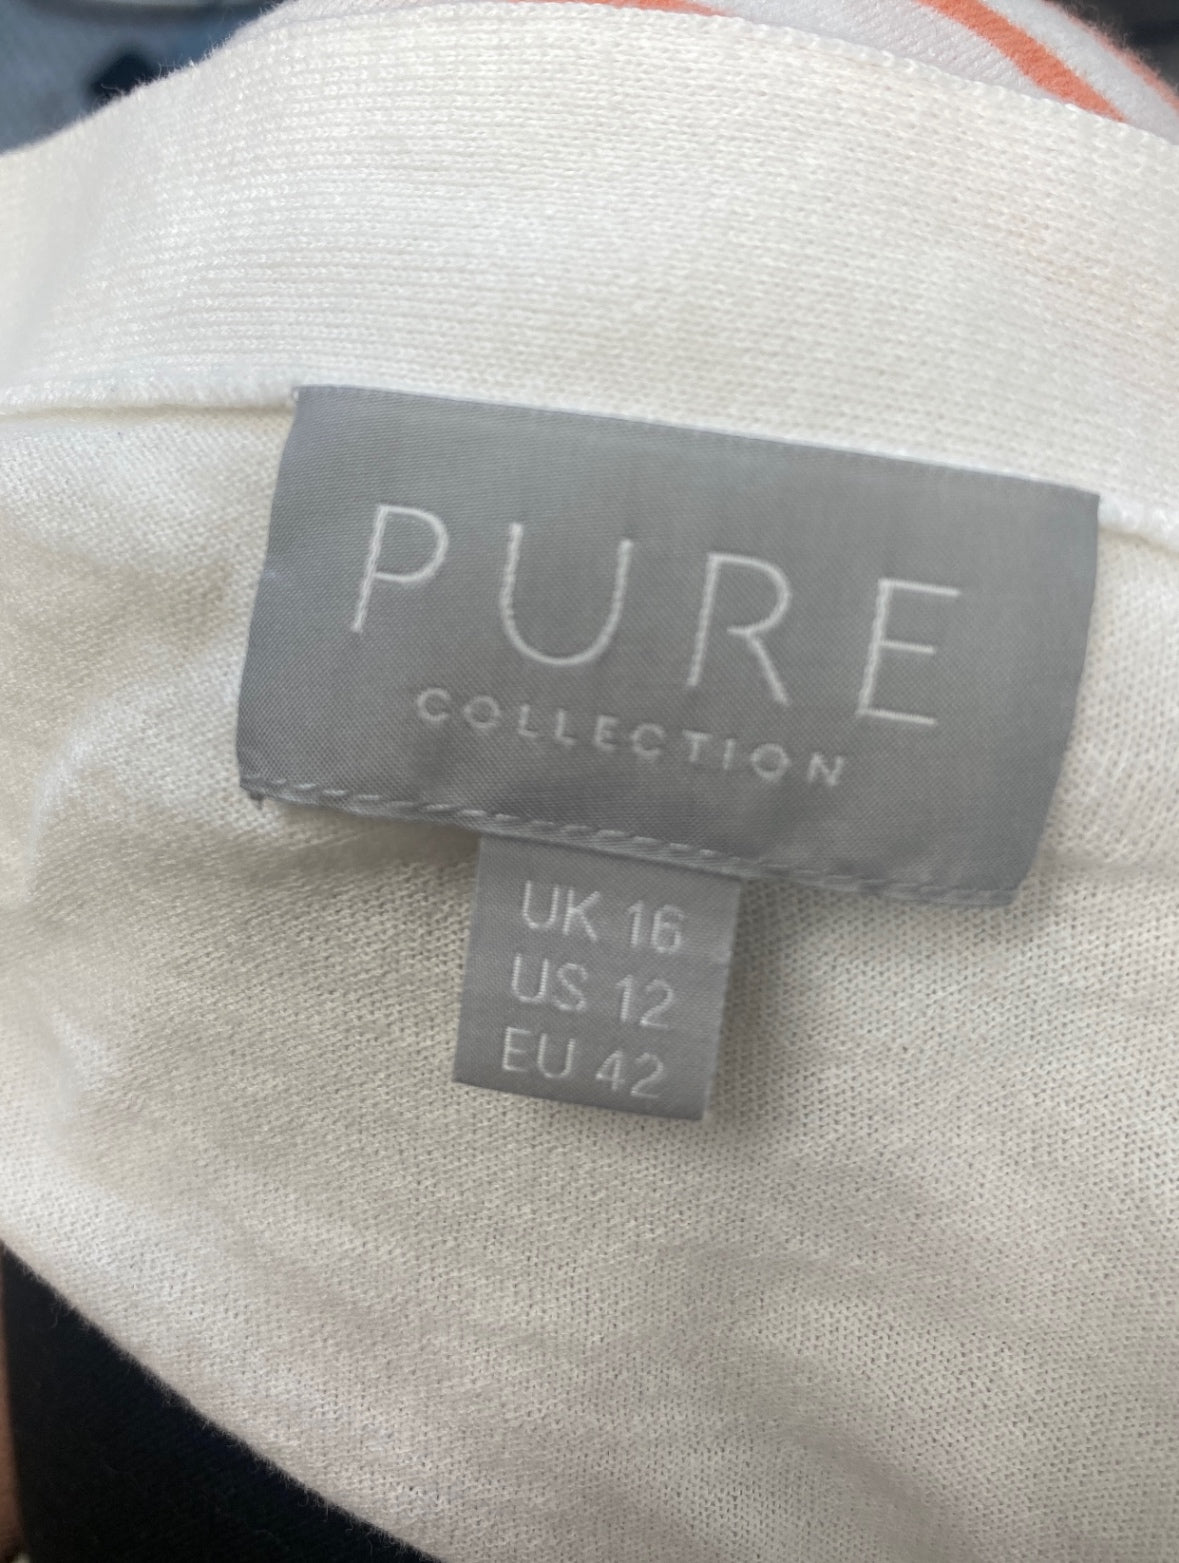 PURE
COLLECTION
UK 16
US 12
EU 42